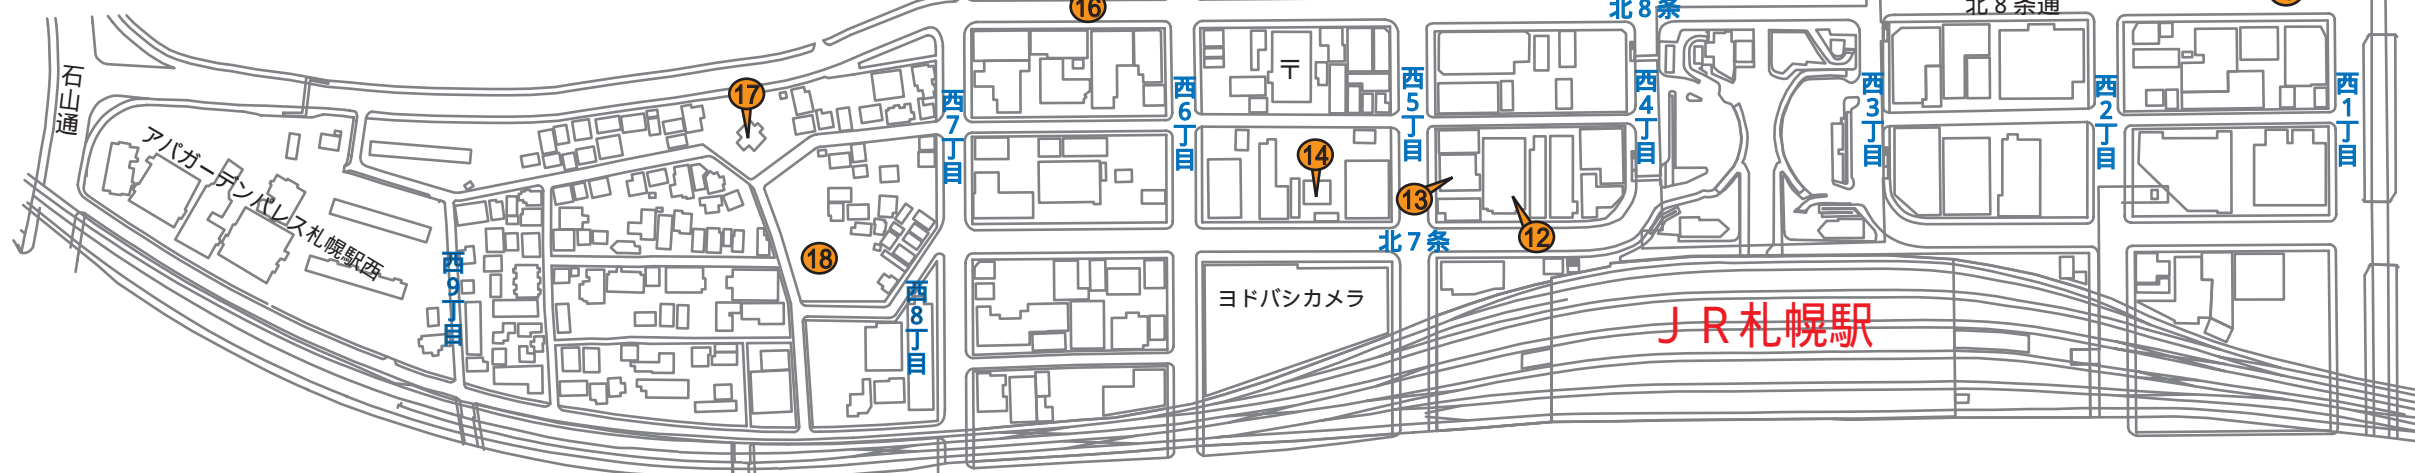 16
北8条
北8条通
石山通
17
西7丁目
西6丁目
〒
西5丁目
西4丁目
西3丁目
西2丁目
西1丁目
アパガーデンパレス札幌駅西
14
13
12
北7条
18
西9丁目
西8丁目
ヨドバシカメラ
JR札幌駅